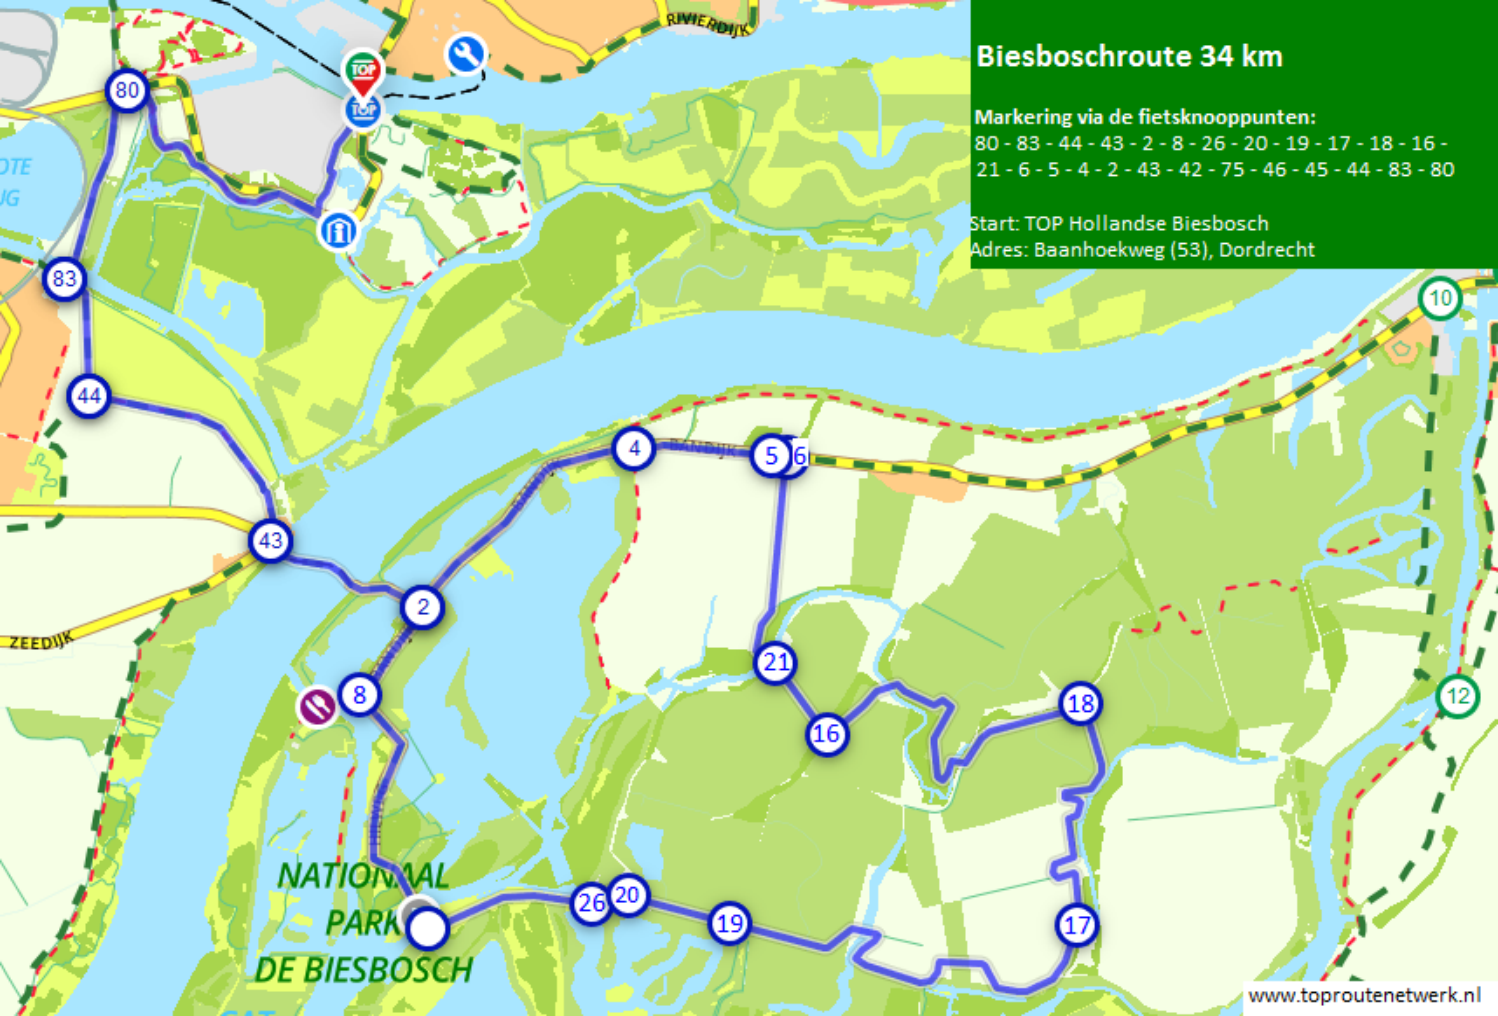 RIVIERDIJK
TOP
TOP
Biesboschroute 34 km
Markering via de fietsknooppunten:
80 - 83 - 44 - 43 - 2 - 8 - 26 - 20 - 19 - 17 - 18 - 16 -
21 - 6 - 5 - 4 - 2 - 43 - 42 - 75 - 46 - 45 - 44 - 83 - 80
Start: TOP Hollandse Biesbosch
Adres: Baanhoekweg (53), Dordrecht
80
83
10
44
4
BANDIJK
5
6
43
2
ZEEDIJK
21
8
16
18
12
NATIONAAL
PARK
DE BIESBOSCH
26
20
19
17
www.toproutenetwerk.nl